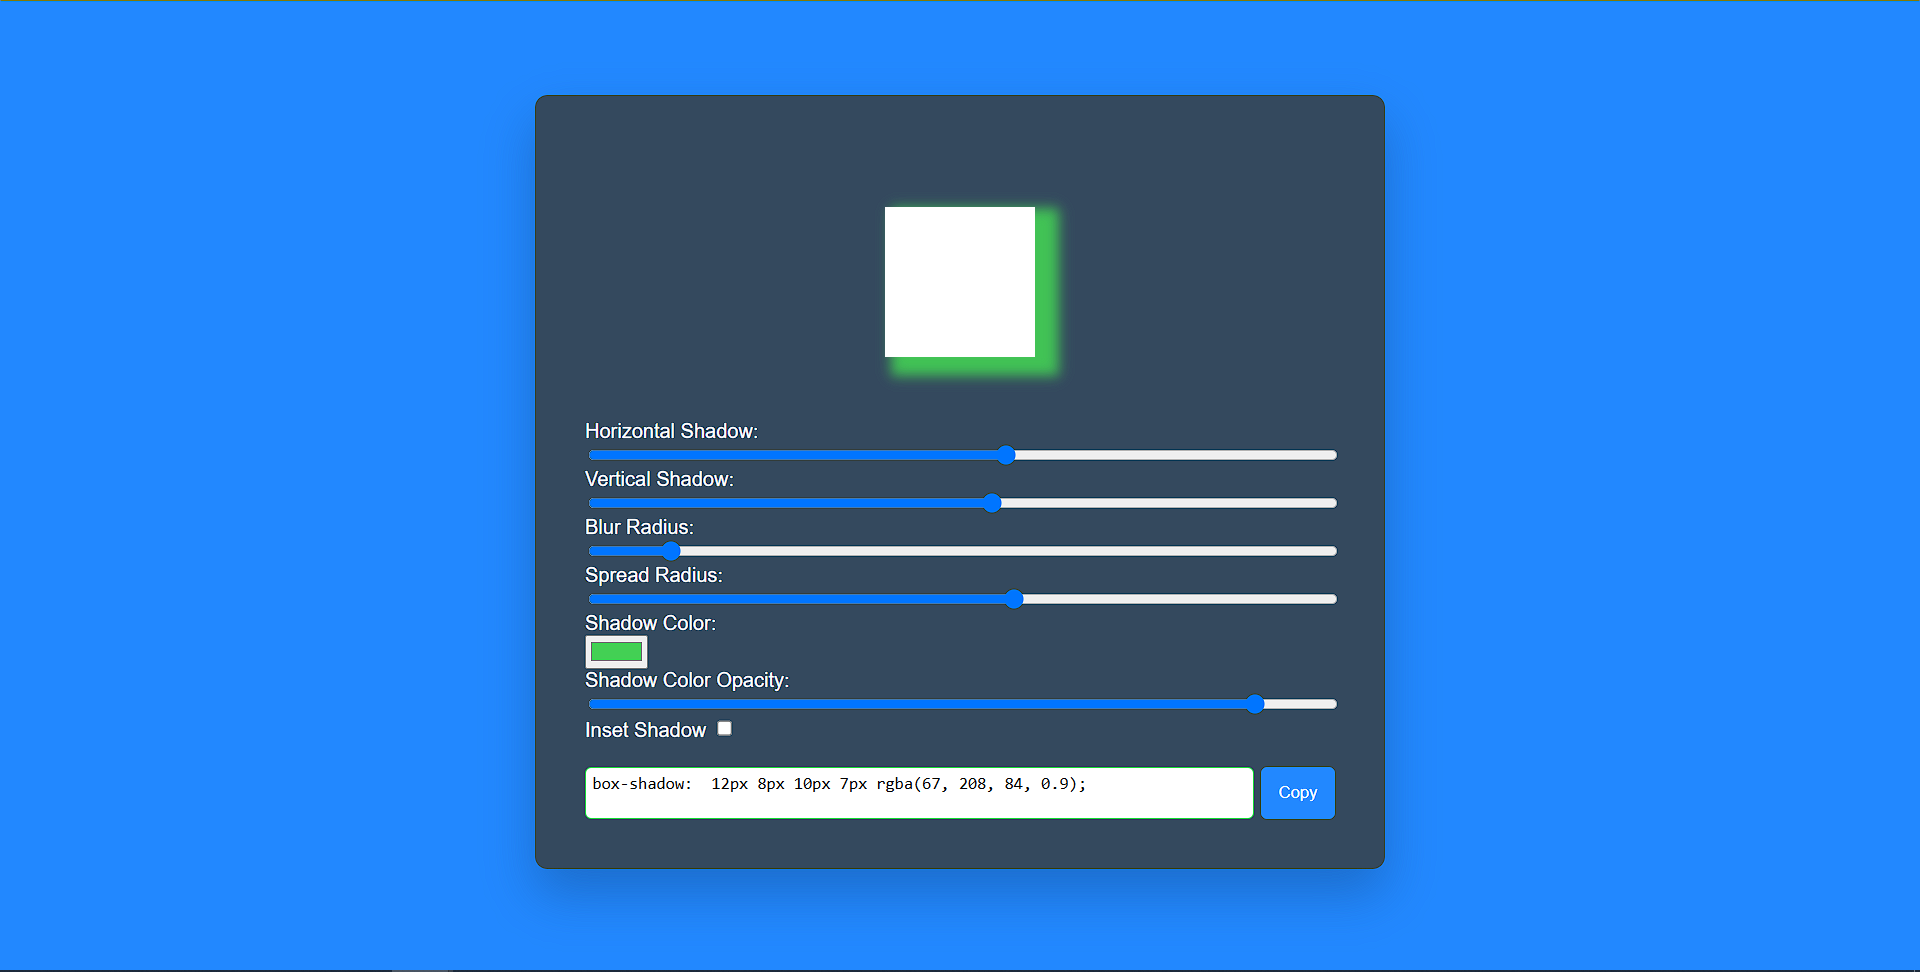 Horizontal Shadow:
Vertical Shadow:
Blur Radius:
Spread Radius:
Shadow Color:
Shadow Color Opacity:
Inset Shadow
box-shadow:  12px 8px 10px 7px rgba(67, 208, 84, 0.9);
Copy